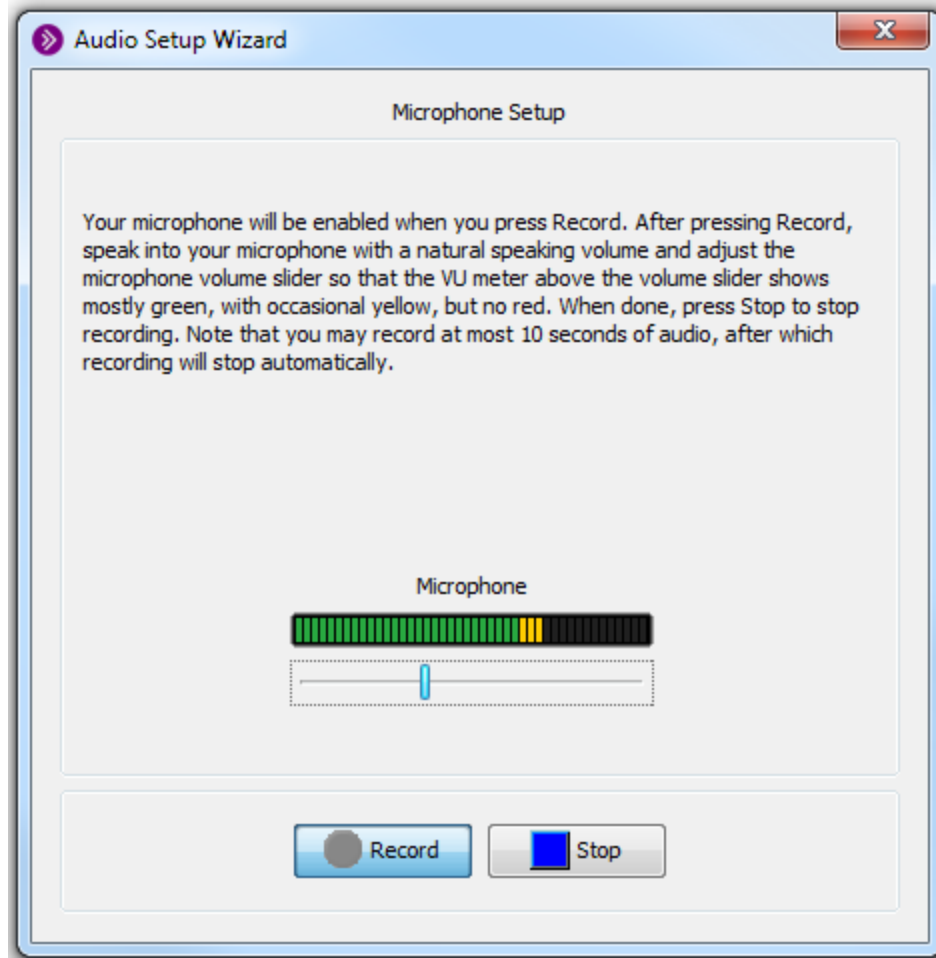 Audio Setup Wizard
Microphone Setup
Your microphone will be enabled when you press Record. After pressing Record,
speak into your microphone with a natural speaking volume and adjust the
microphone volume slider so that the VU meter above the volume slider shows
mostly green, with occasional yellow, but no red. When done, press Stop to stop
recording. Note that you may record at most 10 seconds of audio, after which
recording will stop automatically.
Microphone
Record
Stop